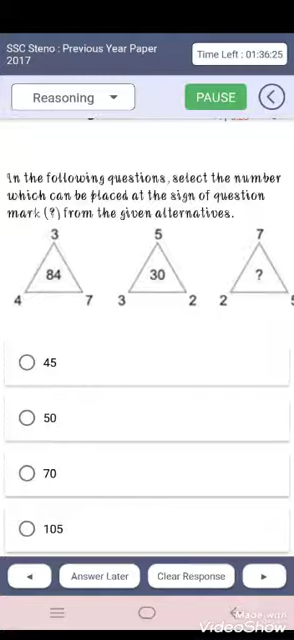 SSC Steno : Previous Year Paper
2017
Time Left : 01:36:25
Reasoning
PAUSE
In the following questions, select the number
which can be placed at the sign of question
mark (?) from the given alternatives.
3 5 7
84 30 ?
4 7 3 2 2 5
45
50
70
105
Answer Later
Clear Response
Made with
VideoShow